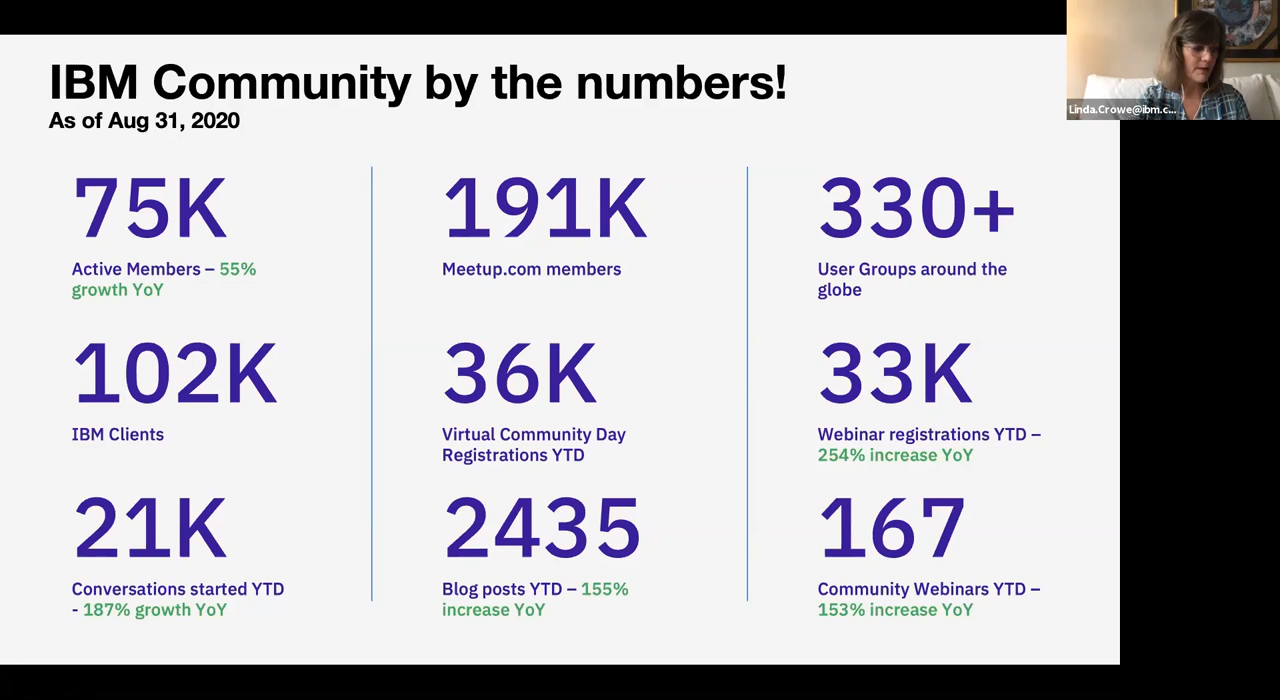 IBM Community by the numbers!
As of Aug 31, 2020
Linda.Crowe@ibm.c...
75K
Active Members – 55%
growth YoY
191K
Meetup.com members
330+
User Groups around the
globe
102K
IBM Clients
36K
Virtual Community Day
Registrations YTD
33K
Webinar registrations YTD –
254% increase YoY
21K
Conversations started YTD
- 187% growth YoY
2435
Blog posts YTD – 155%
increase YoY
167
Community Webinars YTD –
153% increase YoY